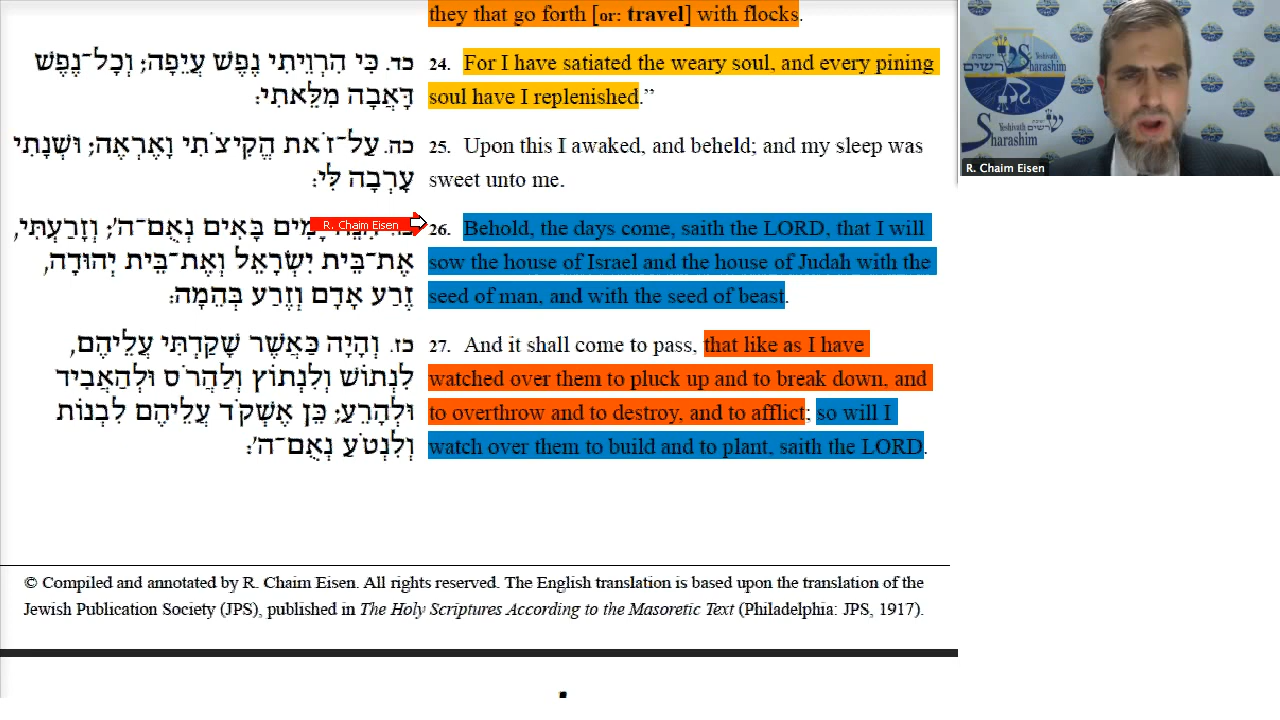 they that go forth [or: travel] with flocks.
כד. כִּי הִרְוֵיתִי נֶפֶשׁ עֲיֵפָה; וְכָל־נֶפֶשׁ
דָּאֲבָה מִלֵּאתִי:
24. For I have satiated the weary soul, and every pining
soul have I replenished.”
כה. עַל־זֹאת הֱקִיצֹתִי וָאֶרְאֶה; וּשְׁנָתִי
עָרְבָה לִּי:
25. Upon this I awaked, and beheld; and my sleep was
sweet unto me.
יָמִים בָּאִים נְאֻם־ה'; וְזָרַעְתִּי,
אֶת־בֵּית יִשְׂרָאֵל וְאֶת־בֵּית יְהוּדָה,
זֶרַע אָדָם וְזֶרַע בְּהֵמָה:
R. Chaim Eisen
26. Behold, the days come, saith the LORD, that I will
sow the house of Israel and the house of Judah with the
seed of man, and with the seed of beast.
כז. וְהָיָה כַּאֲשֶׁר שָׁקַדְתִּי עֲלֵיהֶם,
לִנְתוֹשׁ וְלִנְתוֹץ וְלַהֲרֹס וּלְהַאֲבִיד
וּלְהָרֵעַ; כֵּן אֶשְׁקֹד עֲלֵיהֶם לִבְנוֹת
וְלִנְטֹעַ נְאֻם־ה':
27. And it shall come to pass, that like as I have
watched over them to pluck up and to break down, and
to overthrow and to destroy, and to afflict; so will I
watch over them to build and to plant, saith the LORD.
© Compiled and annotated by R. Chaim Eisen. All rights reserved. The English translation is based upon the translation of the
Jewish Publication Society (JPS), published in The Holy Scriptures According to the Masoretic Text (Philadelphia: JPS, 1917).
ישיבת
שרשים
Yeshivath
Sharashim
R. Chaim Eisen